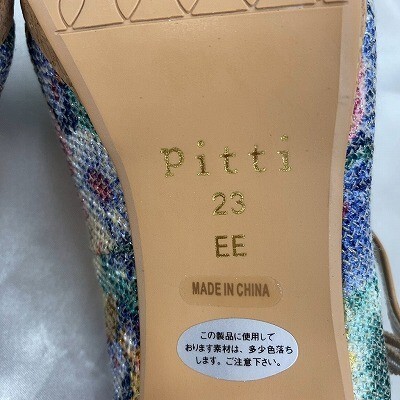 Pitti
23
EE
MADE IN CHINA
この製品に使用して
おります素材は、多少色落ち
します。ご注意下さい。